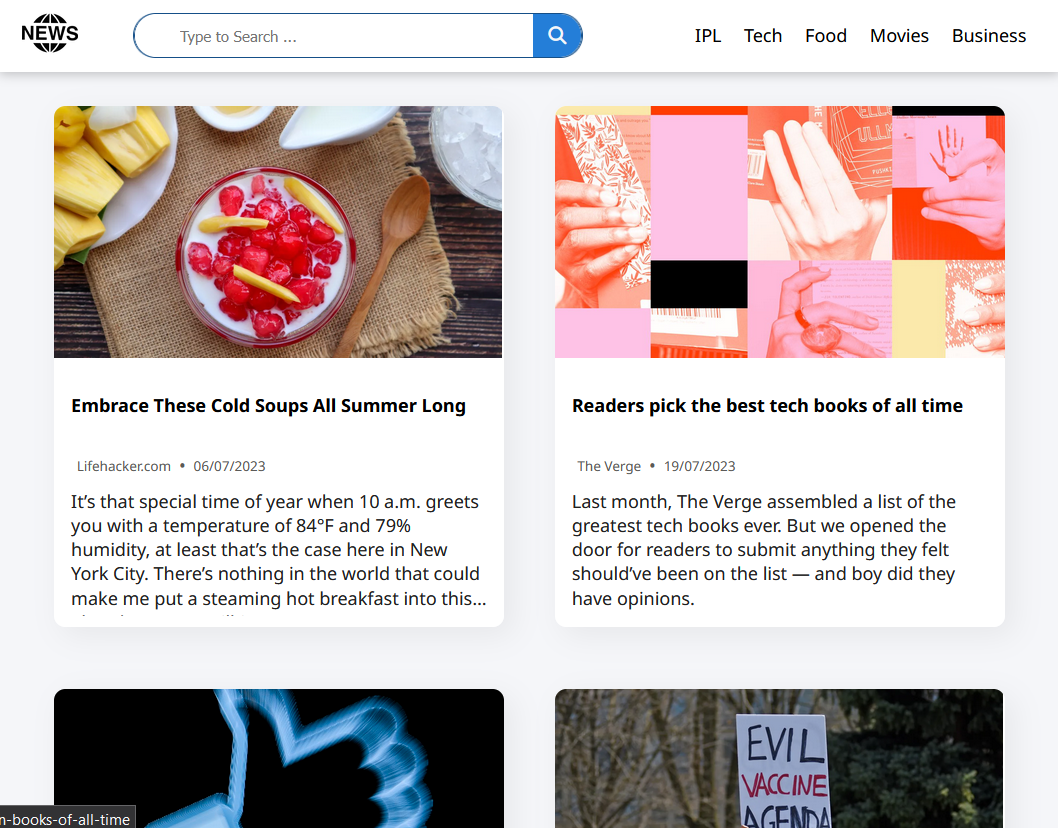 NEWS
Type to Search ...
IPL Tech Food Movies Business
Embrace These Cold Soups All Summer Long
Lifehacker.com • 06/07/2023
It’s that special time of year when 10 a.m. greets
you with a temperature of 84°F and 79%
humidity, at least that’s the case here in New
York City. There’s nothing in the world that could
make me put a steaming hot breakfast into this…
Readers pick the best tech books of all time
The Verge • 19/07/2023
Last month, The Verge assembled a list of the
greatest tech books ever. But we opened the
door for readers to submit anything they felt
should’ve been on the list — and boy did they
have opinions.
EVIL
VACCINE
AGENDA
n-books-of-all-time